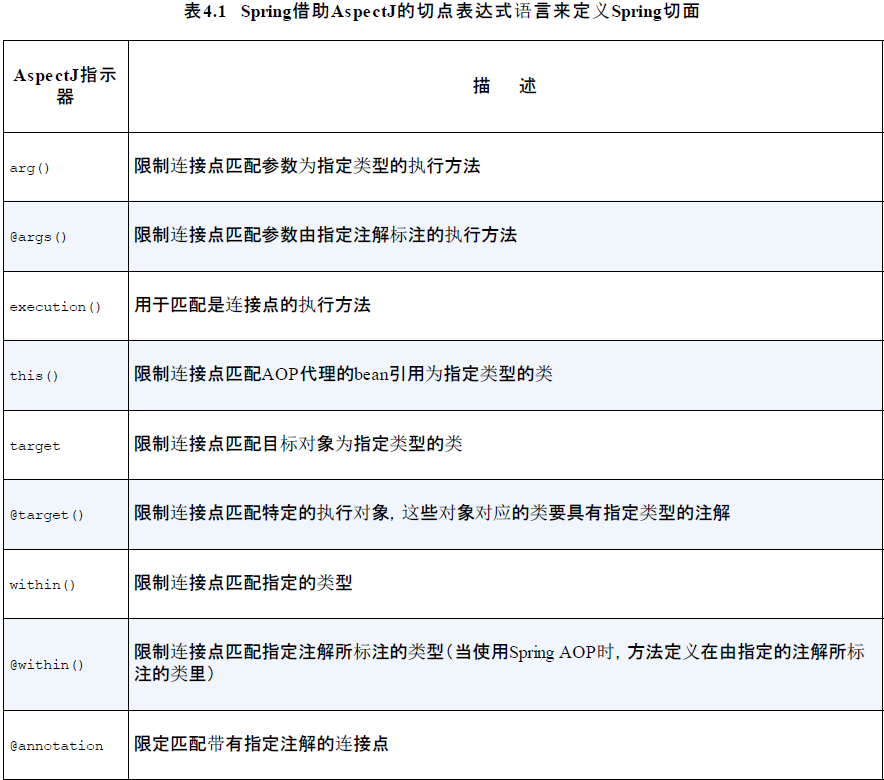 表4.1 Spring借助AspectJ的切点表达式语言来定义Spring切面
AspectJ指示
器
描 述
arg()
限制连接点匹配参数为指定类型的执行方法
@args()
限制连接点匹配参数由指定注解标注的执行方法
execution()
用于匹配是连接点的执行方法
this()
限制连接点匹配AOP代理的bean引用为指定类型的类
target
限制连接点匹配目标对象为指定类型的类
@target()
限制连接点匹配特定的执行对象，这些对象对应的类要具有指定类型的注解
within()
限制连接点匹配指定的类型
@within()
限制连接点匹配指定注解所标注的类型（当使用Spring AOP时，方法定义在由指定的注解所标
注的类里）
@annotation
限定匹配带有指定注解的连接点